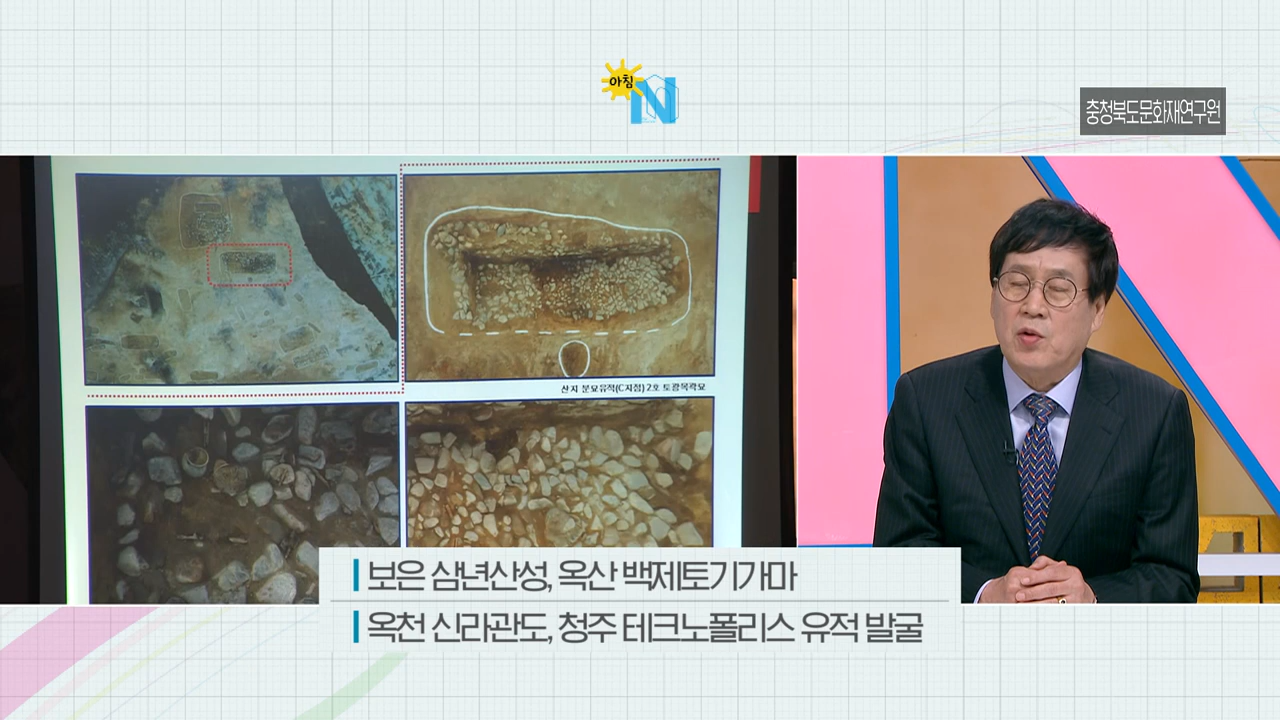 아침
N
충청북도문화재연구원
산지 분묘유적(C지점) 2호 토광목곽묘
보은 삼년산성, 옥산 백제토기가마
옥천 신라관도, 청주 테크노폴리스 유적 발굴